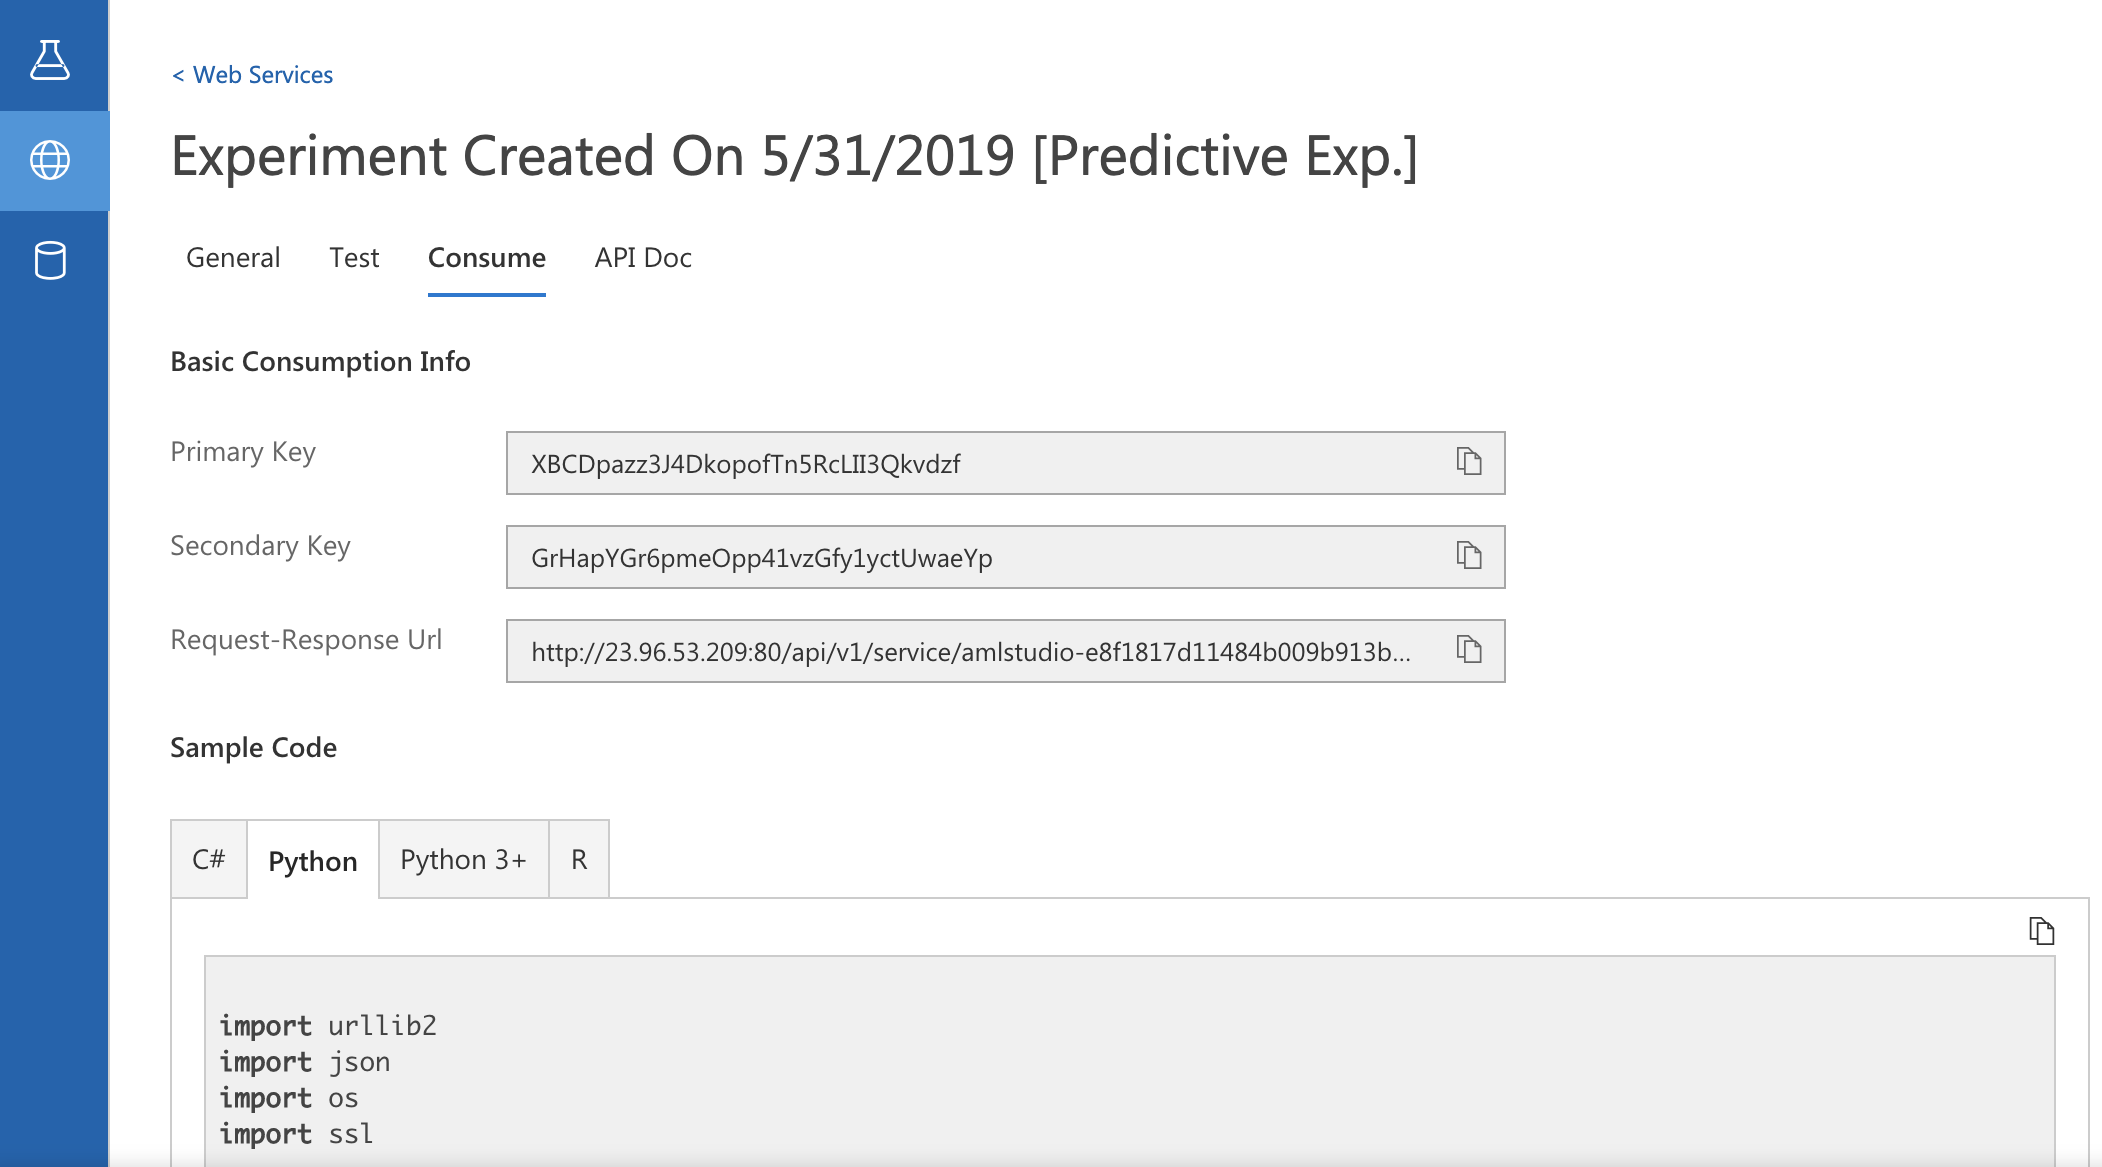 < Web Services
Experiment Created On 5/31/2019 [Predictive Exp.]
General Test Consume API Doc
Basic Consumption Info
Primary Key XBCDpazz3J4DkopofTn5RcLII3Qkvdzf
Secondary Key GrHapYGr6pmeOpp41vzGfy1yctUwaeYp
Request-Response Url http://23.96.53.209:80/api/v1/service/amlstudio-e8f1817d11484b009b913b...
Sample Code
C# Python Python 3+ R
import urllib2
import json
import os
import ssl